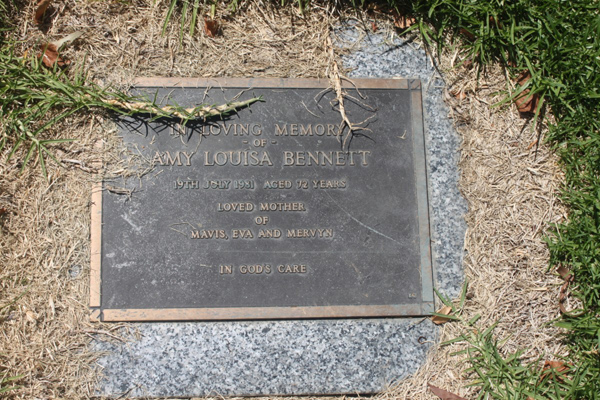 IN LOVING MEMORY
- OF -
AMY LOUISA BENNETT
19TH JULY 1981 AGED 92 YEARS
LOVED MOTHER
OF
MAVIS, EVA AND MERVYN
IN GOD'S CARE